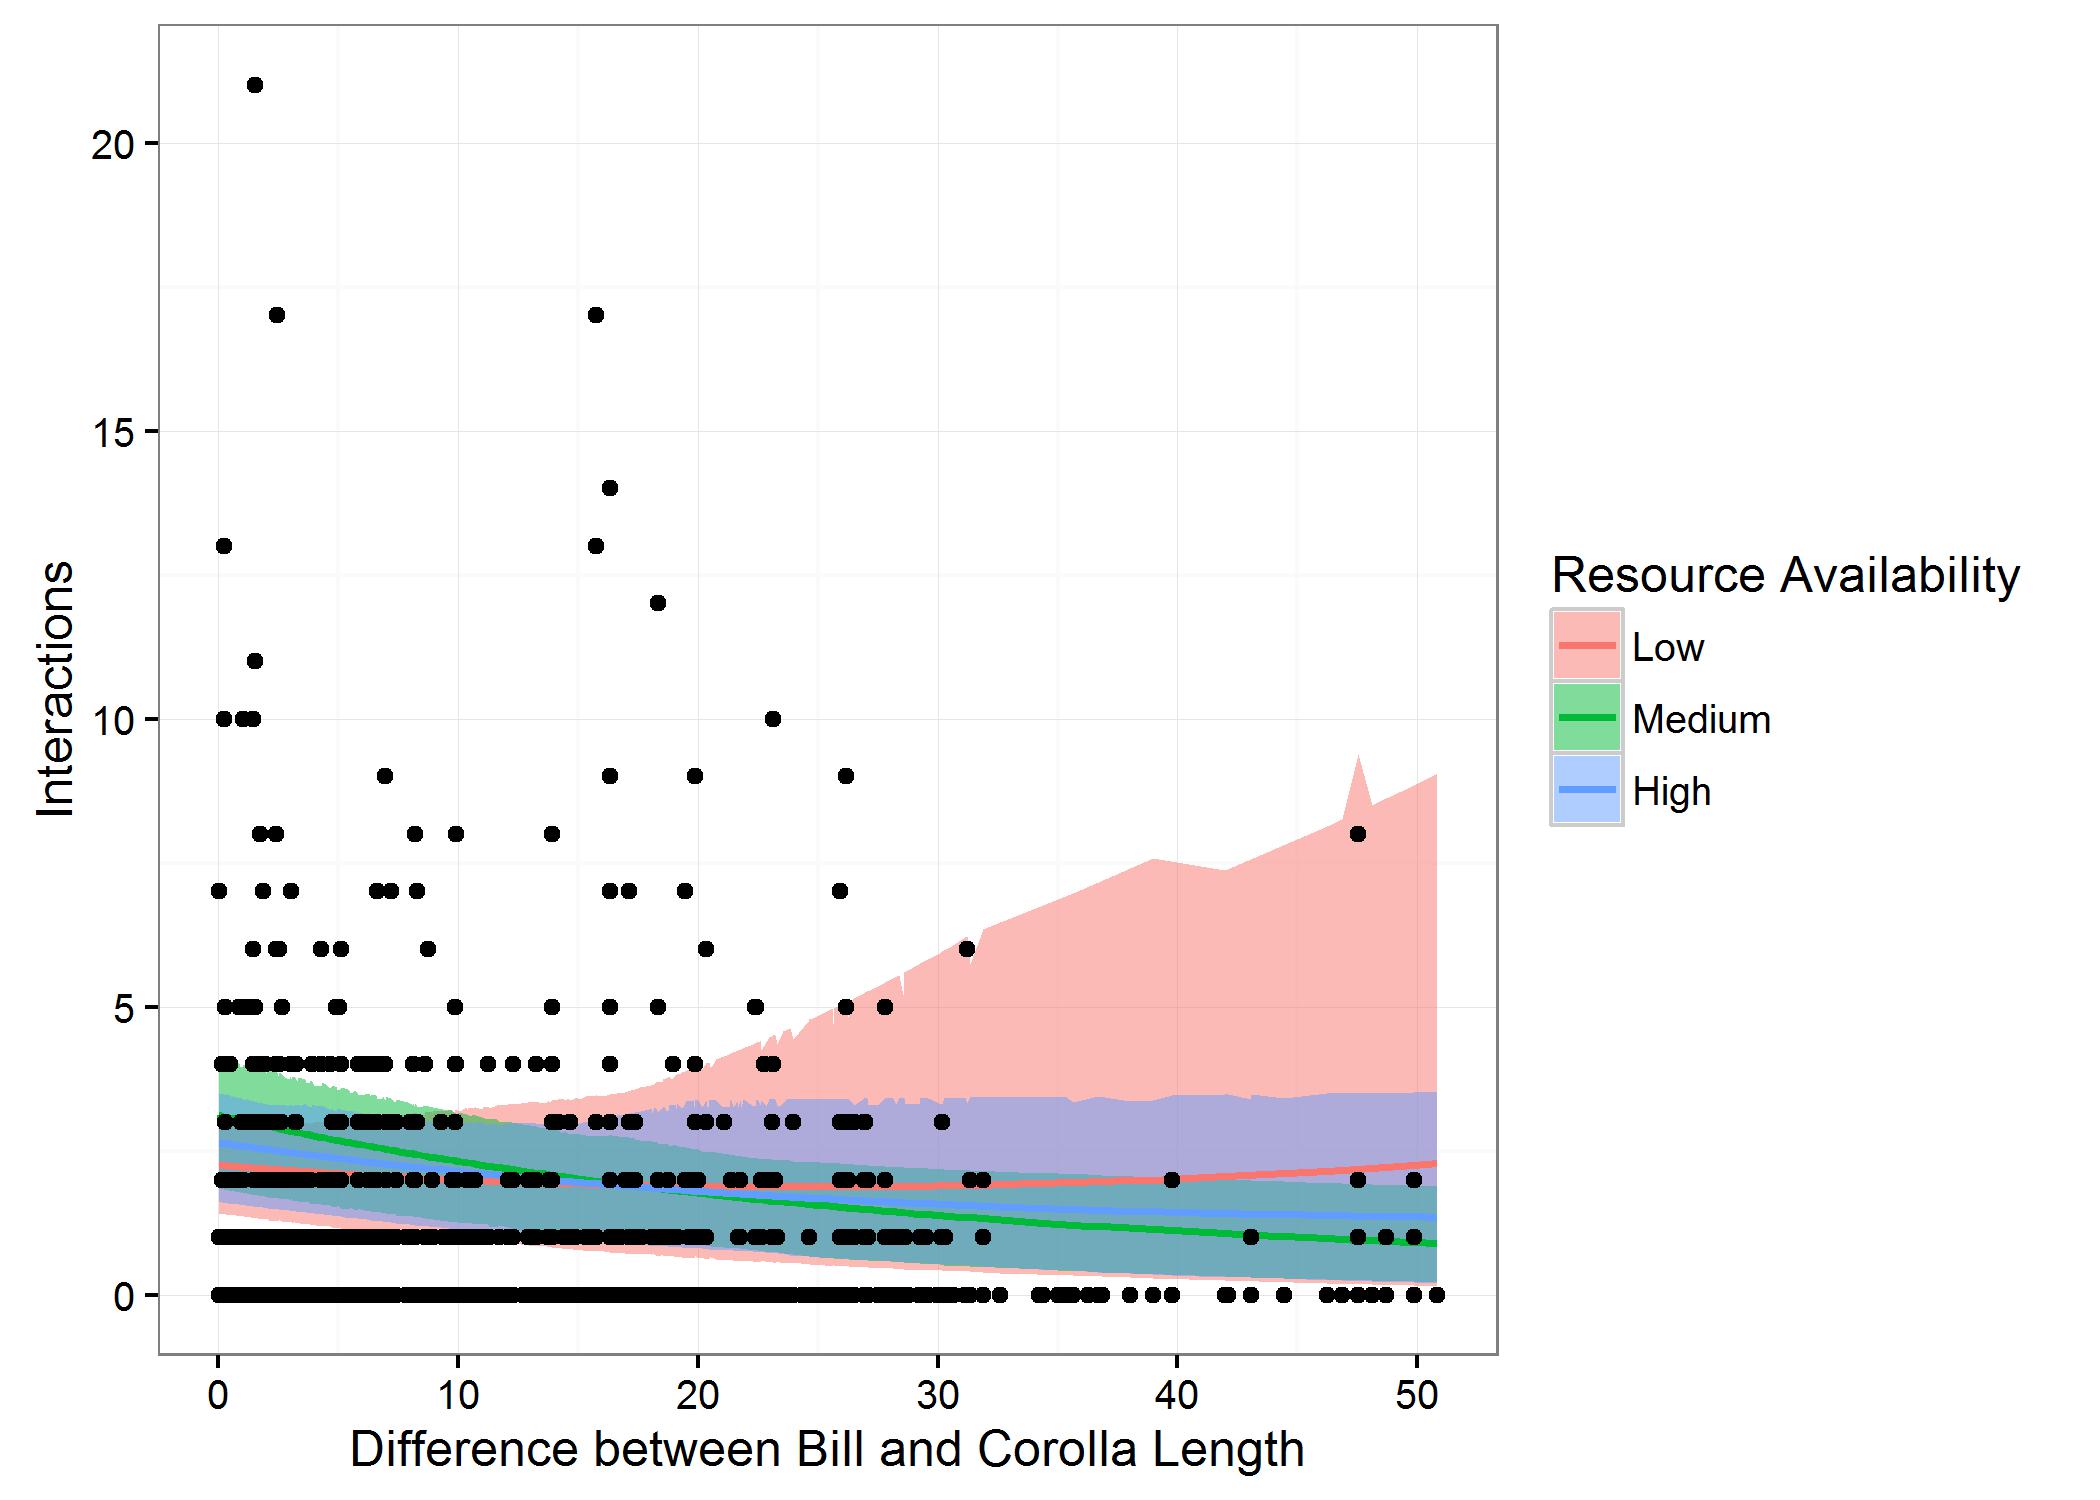 20
15
10
5
0
Interactions
0 10 20 30 40 50
Difference between Bill and Corolla Length
Resource Availability
Low
Medium
High